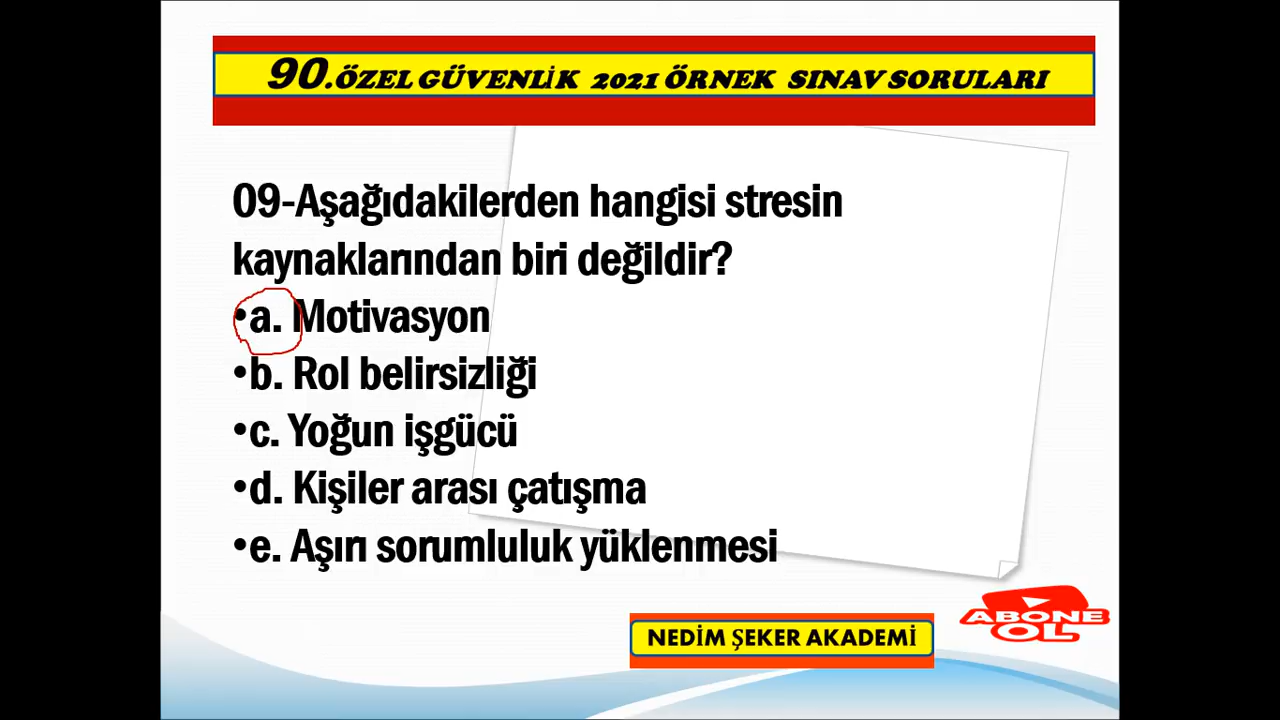 90.ÖZEL GÜVENLİK 2021 ÖRNEK SINAV SORULARI
09-Aşağıdakilerden hangisi stresin
kaynaklarından biri değildir?
•a. Motivasyon
•b. Rol belirsizliği
•c. Yoğun işgücü
•d. Kişiler arası çatışma
•e. Aşırı sorumluluk yüklenmesi
ABONE
OL
NEDİM ŞEKER AKADEMİ